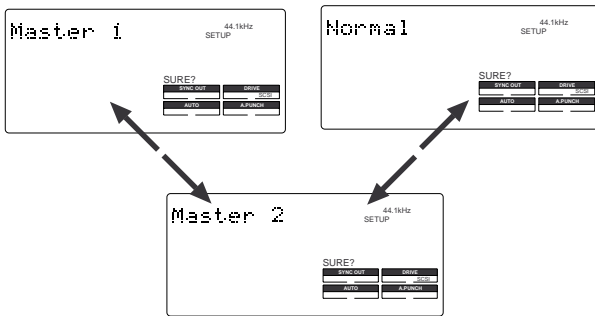 Master 1
44.1kHz
SETUP
SURE?
SYNC OUT DRIVE
SCSI
AUTO A.PUNCH
Normal
44.1kHz
SETUP
SURE?
SYNC OUT DRIVE
SCSI
AUTO A.PUNCH
Master 2
44.1kHz
SETUP
SURE?
SYNC OUT DRIVE
SCSI
AUTO A.PUNCH